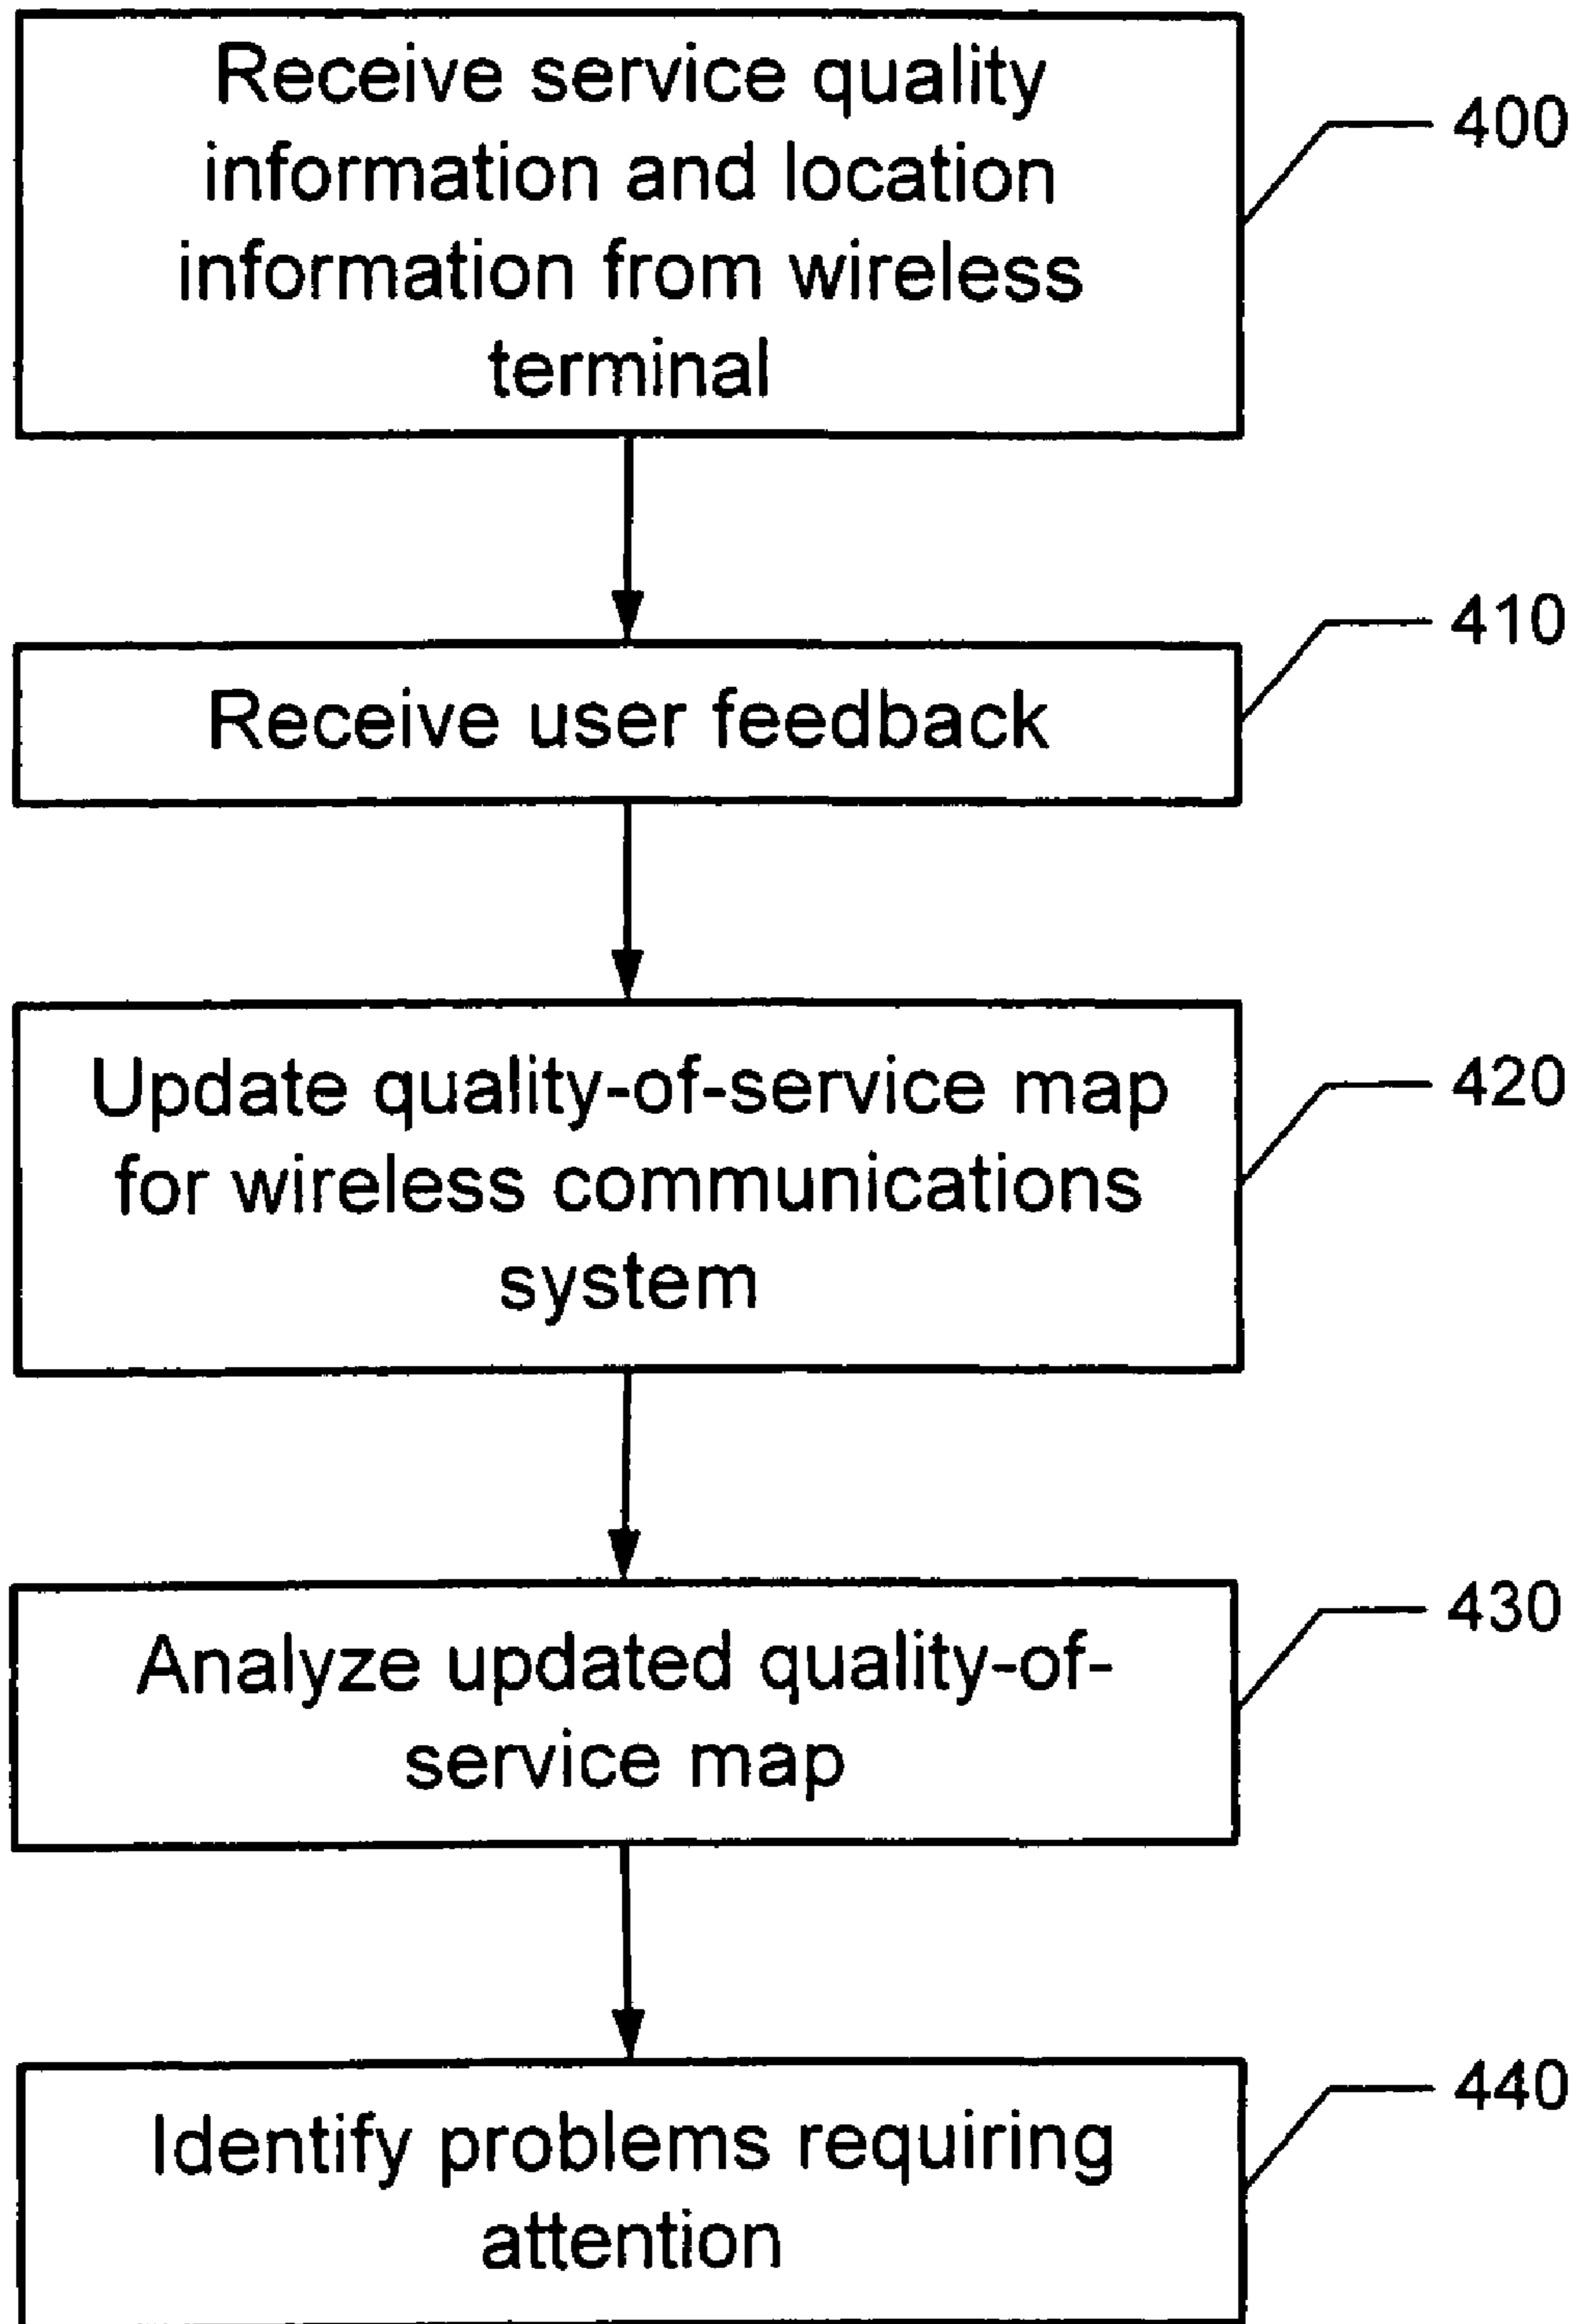 Receive service quality
information and location
information from wireless
terminal
400
Receive user feedback
410
Update quality-of-service map
for wireless communications
system
420
Analyze updated quality-of-
service map
430
Identify problems requiring
attention
440